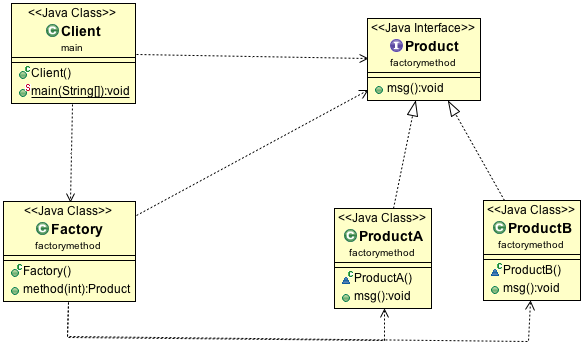 <<Java Class>>
Client
main
Client()
main(String[]):void
<<Java Interface>>
Product
factorymethod
msg():void
<<Java Class>>
Factory
factorymethod
Factory()
method(int):Product
<<Java Class>>
ProductA
factorymethod
ProductA()
msg():void
<<Java Class>>
ProductB
factorymethod
ProductB()
msg():void